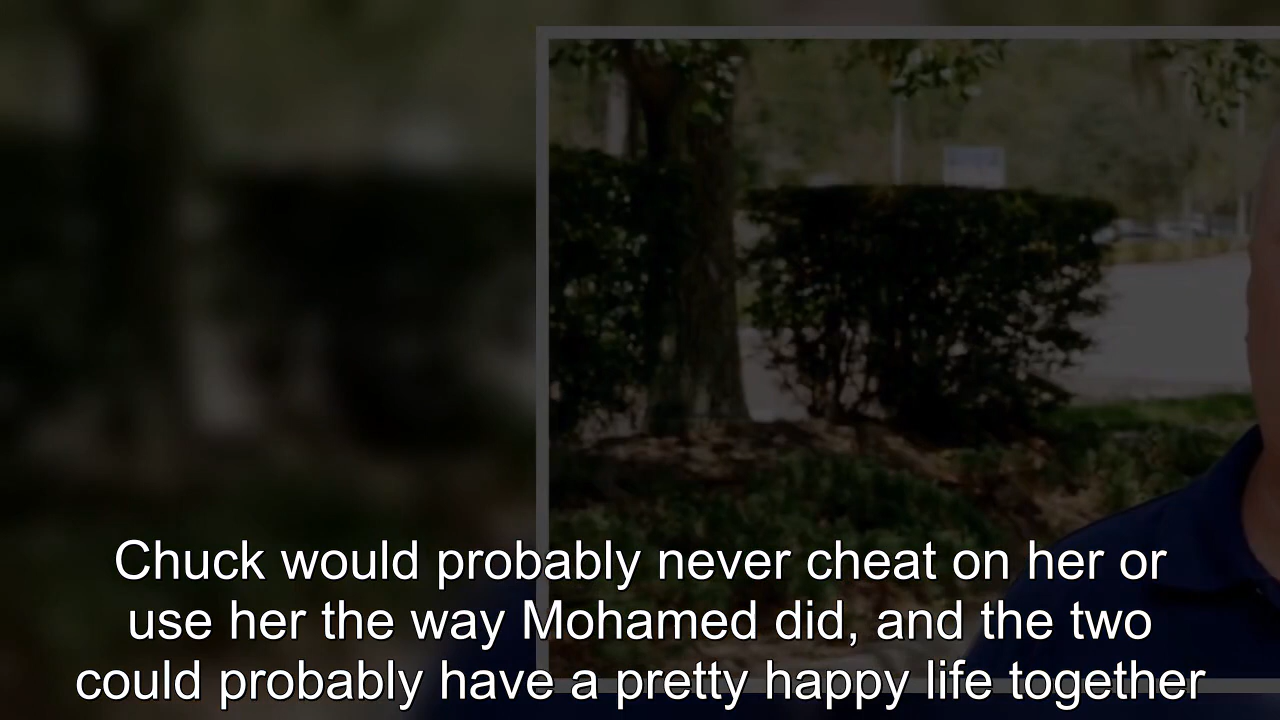 Chuck would probably never cheat on her or
use her the way Mohamed did, and the two
could probably have a pretty happy life together